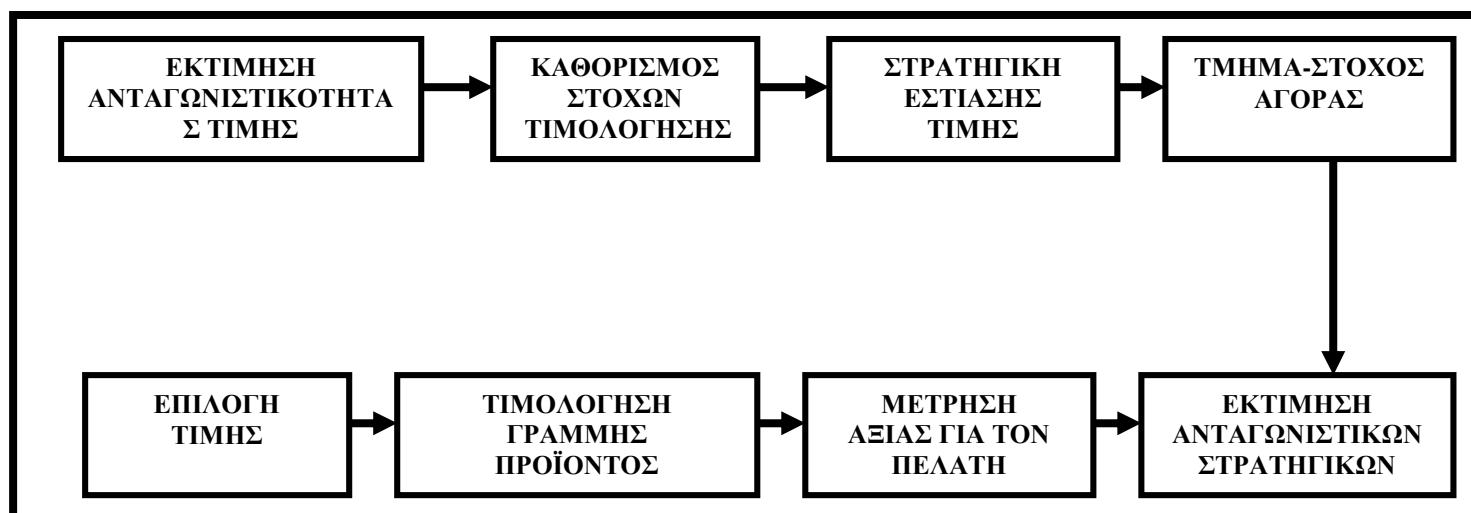 ΕΚΤΙΜΗΣΗ
ΑΝΤΑΓΩΝΙΣΤΙΚΟΤΗΤΑ
Σ ΤΙΜΗΣ
ΚΑΘΟΡΙΣΜΟΣ
ΣΤΟΧΩΝ
ΤΙΜΟΛΟΓΗΣΗΣ
ΣΤΡΑΤΗΓΙΚΗ
ΕΣΤΙΑΣΗΣ
ΤΙΜΗΣ
ΤΜΗΜΑ-ΣΤΟΧΟΣ
ΑΓΟΡΑΣ
ΕΠΙΛΟΓΗ
ΤΙΜΗΣ
ΤΙΜΟΛΟΓΗΣΗ
ΓΡΑΜΜΗΣ
ΠΡΟΪΟΝΤΟΣ
ΜΕΤΡΗΣΗ
ΑΞΙΑΣ ΓΙΑ ΤΟΝ
ΠΕΛΑΤΗ
ΕΚΤΙΜΗΣΗ
ΑΝΤΑΓΩΝΙΣΤΙΚΩΝ
ΣΤΡΑΤΗΓΙΚΩΝ